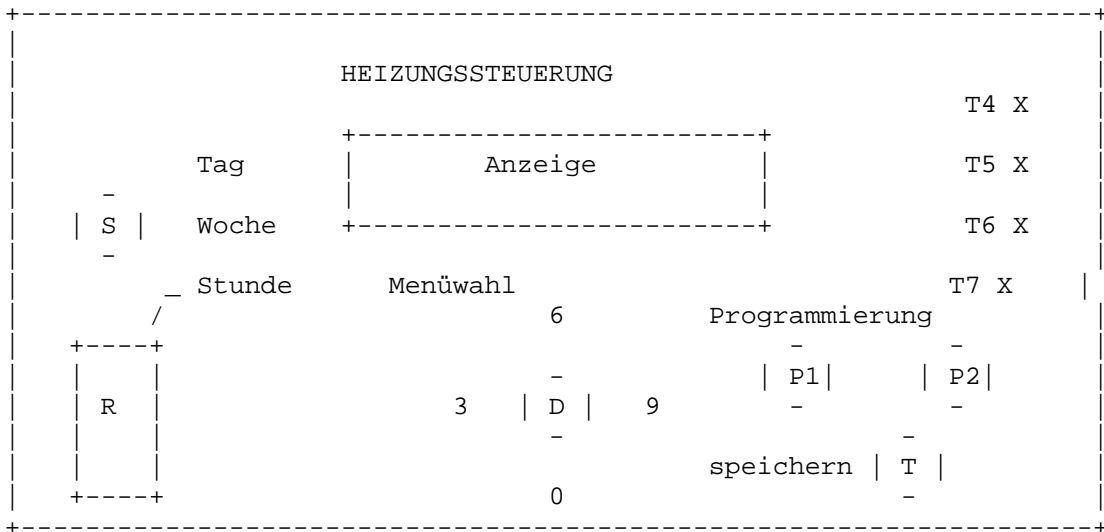 HEIZUNGSSTEUERUNG
T4 X
Tag Anzeige T5 X
S Woche T6 X
Stunde Menüwahl T7 X
6 Programmierung
P1 P2
R 3 D 9
speichern T
0